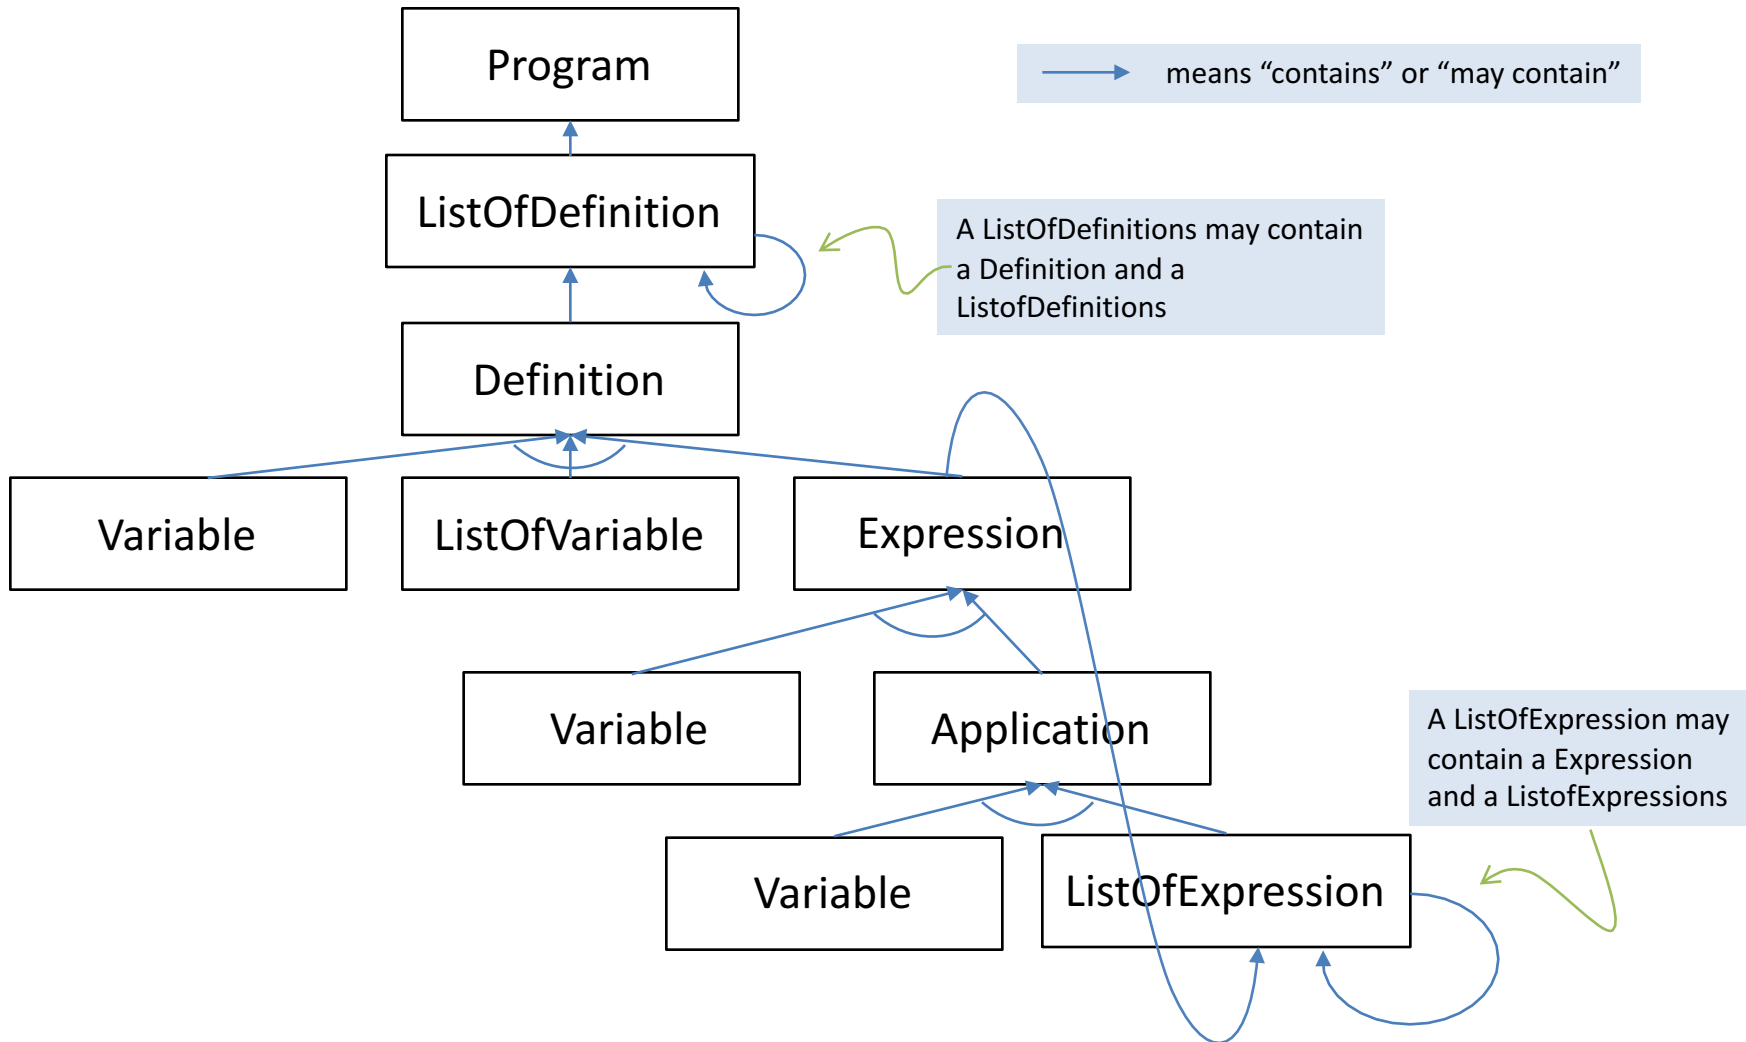 Program
means “contains” or “may contain”
ListOfDefinition
A ListOfDefinitions may contain
a Definition and a
ListofDefinitions
Definition
Variable
ListOfVariable
Expression
Variable
Application
A ListOfExpression may
contain a Expression
and a ListofExpressions
Variable
ListOfExpression